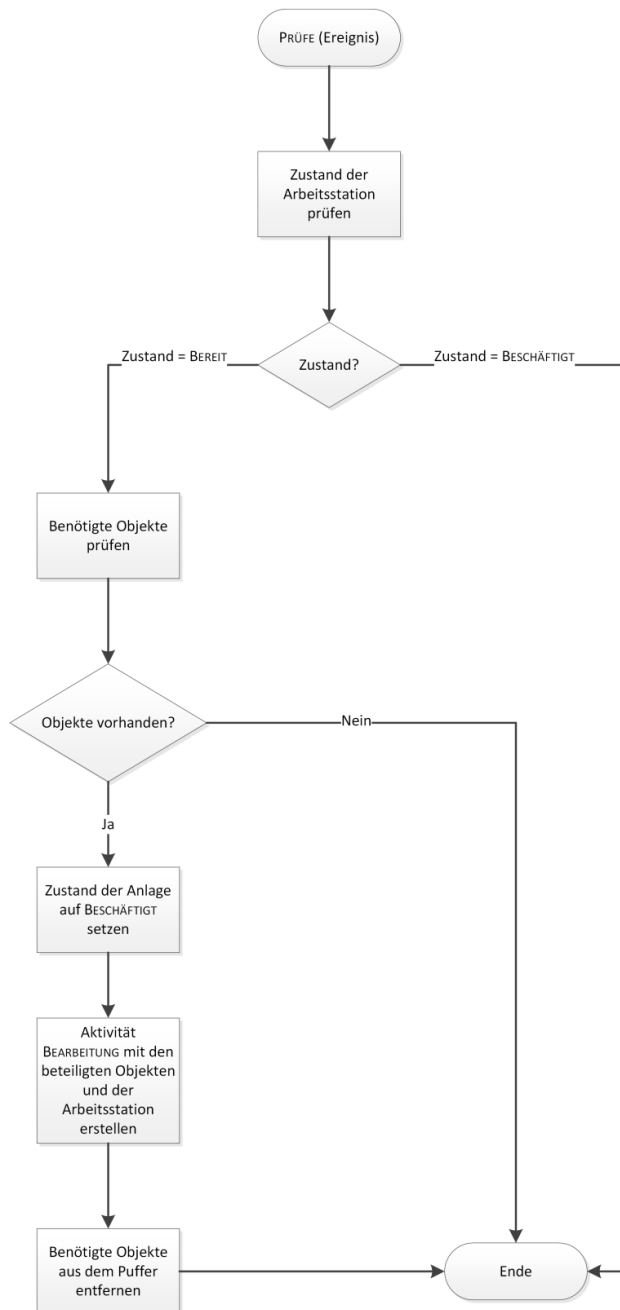 PRÜFE (Ereignis)
Zustand der
Arbeitsstation
prüfen
Zustand = BEREIT
Zustand?
Zustand = BESCHÄFTIGT
Benötigte Objekte
prüfen
Objekte vorhanden?
Nein
Ja
Zustand der Anlage
auf BESCHÄFTIGT
setzen
Aktivität
BEARBEITUNG mit den
beteiligten Objekten
und der
Arbeitsstation
erstellen
Benötigte Objekte
aus dem Puffer
entfernen
Ende